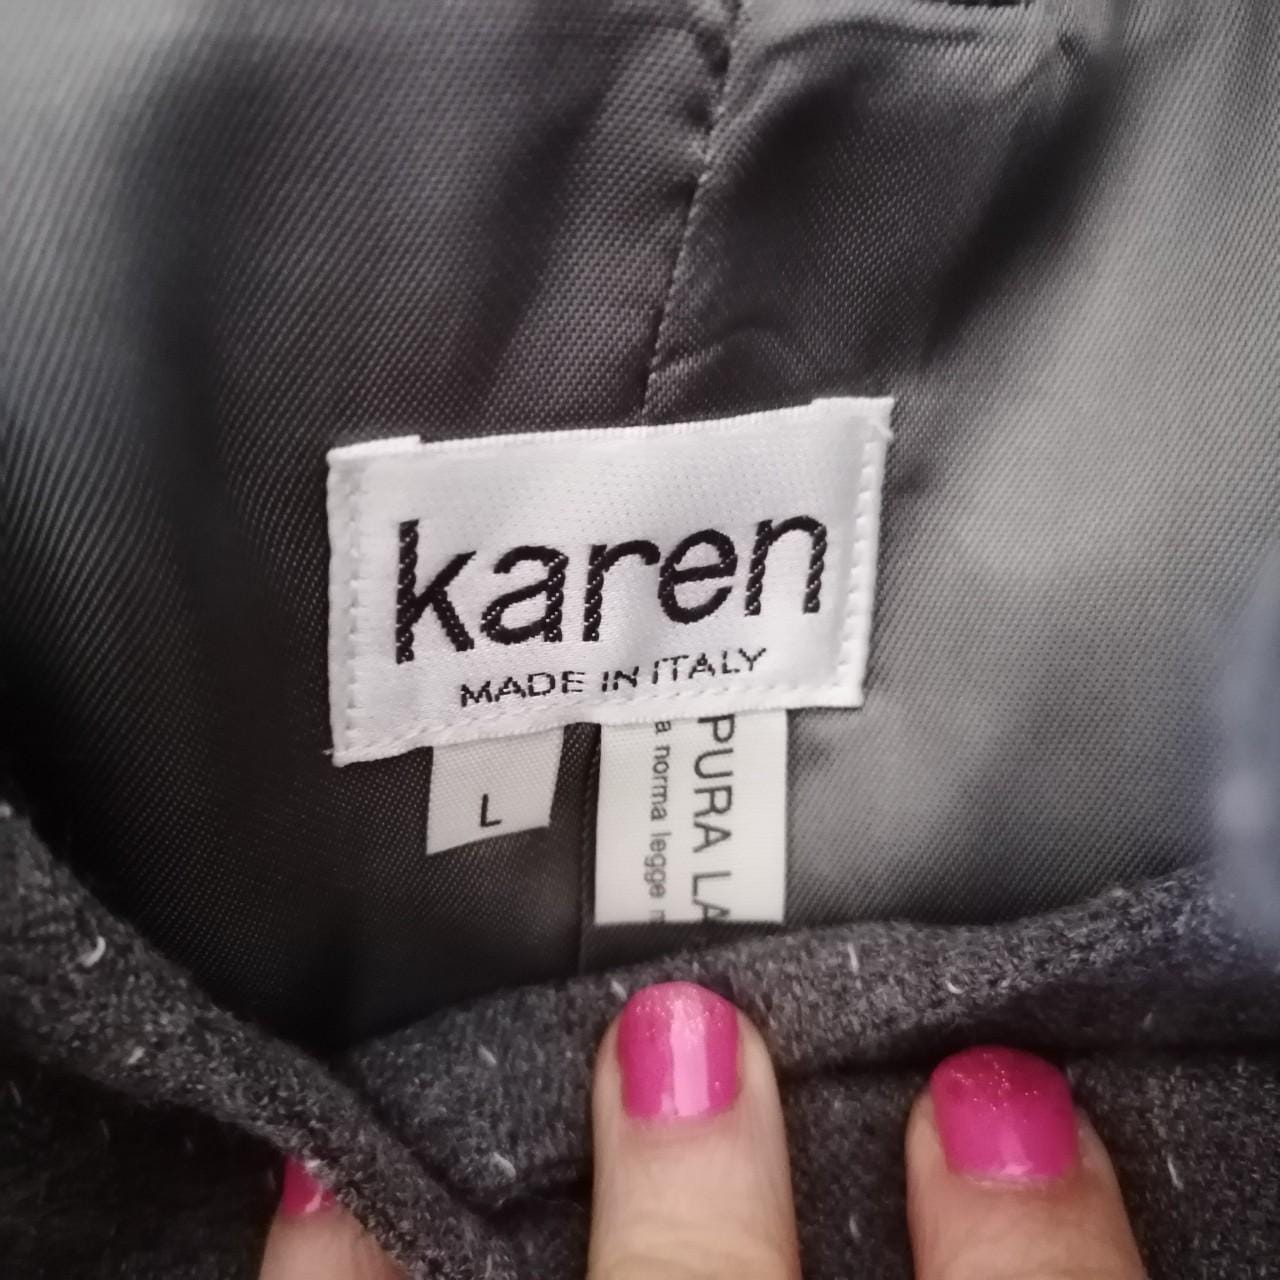 karen
MADE IN ITALY
L
PURA LA
a norma legge